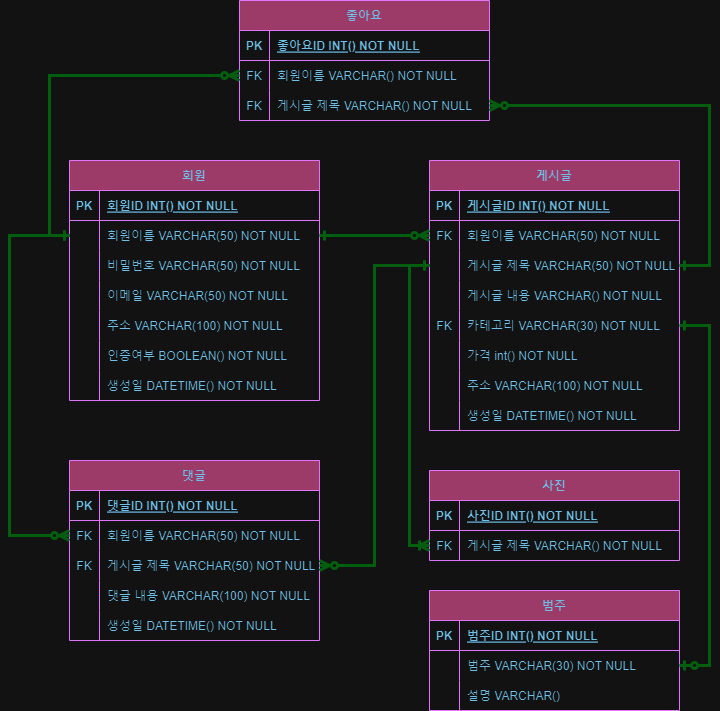 좋아요
PK 좋아요ID INT() NOT NULL
FK 회원이름 VARCHAR() NOT NULL
FK 게시글 제목 VARCHAR() NOT NULL
회원
PK 회원ID INT() NOT NULL
회원이름 VARCHAR(50) NOT NULL
비밀번호 VARCHAR(50) NOT NULL
이메일 VARCHAR(50) NOT NULL
주소 VARCHAR(100) NOT NULL
인증여부 BOOLEAN() NOT NULL
생성일 DATETIME() NOT NULL
게시글
PK 게시글ID INT() NOT NULL
FK 회원이름 VARCHAR(50) NOT NULL
게시글 제목 VARCHAR(50) NOT NULL
게시글 내용 VARCHAR() NOT NULL
FK 카테고리 VARCHAR(30) NOT NULL
가격 int() NOT NULL
주소 VARCHAR(100) NOT NULL
생성일 DATETIME() NOT NULL
댓글
PK 댓글ID INT() NOT NULL
FK 회원이름 VARCHAR(50) NOT NULL
FK 게시글 제목 VARCHAR(50) NOT NULL
댓글 내용 VARCHAR(100) NOT NULL
생성일 DATETIME() NOT NULL
사진
PK 사진ID INT() NOT NULL
FK 게시글 제목 VARCHAR() NOT NULL
범주
PK 범주ID INT() NOT NULL
범주 VARCHAR(30) NOT NULL
설명 VARCHAR()